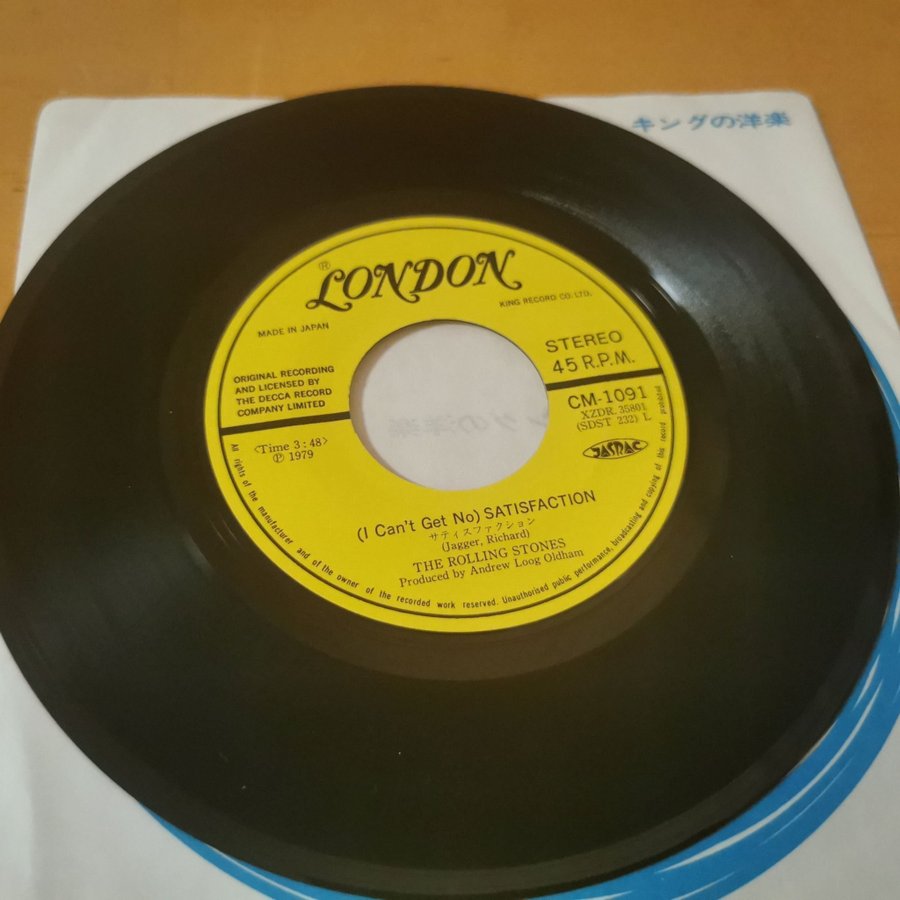 キングの洋楽
® LONDON
MADE IN JAPAN
KING RECORD CO. LTD.
STEREO
45 R.P.M.
ORIGINAL RECORDING
AND LICENSED BY
THE DECCA RECORD
COMPANY LIMITED
CM-1091
XZDR. 35801
(SDST 232) L
JASRAC
<Time 3:48>
Ⓟ 1979
(I Can't Get No) SATISFACTION
サティスファクション
(Jagger, Richard)
THE ROLLING STONES
Produced by Andrew Loog Oldham
All rights of the manufacturer and of the owner of the recorded work reserved. Unauthorised public performance, broadcasting and copying of this record prohibited